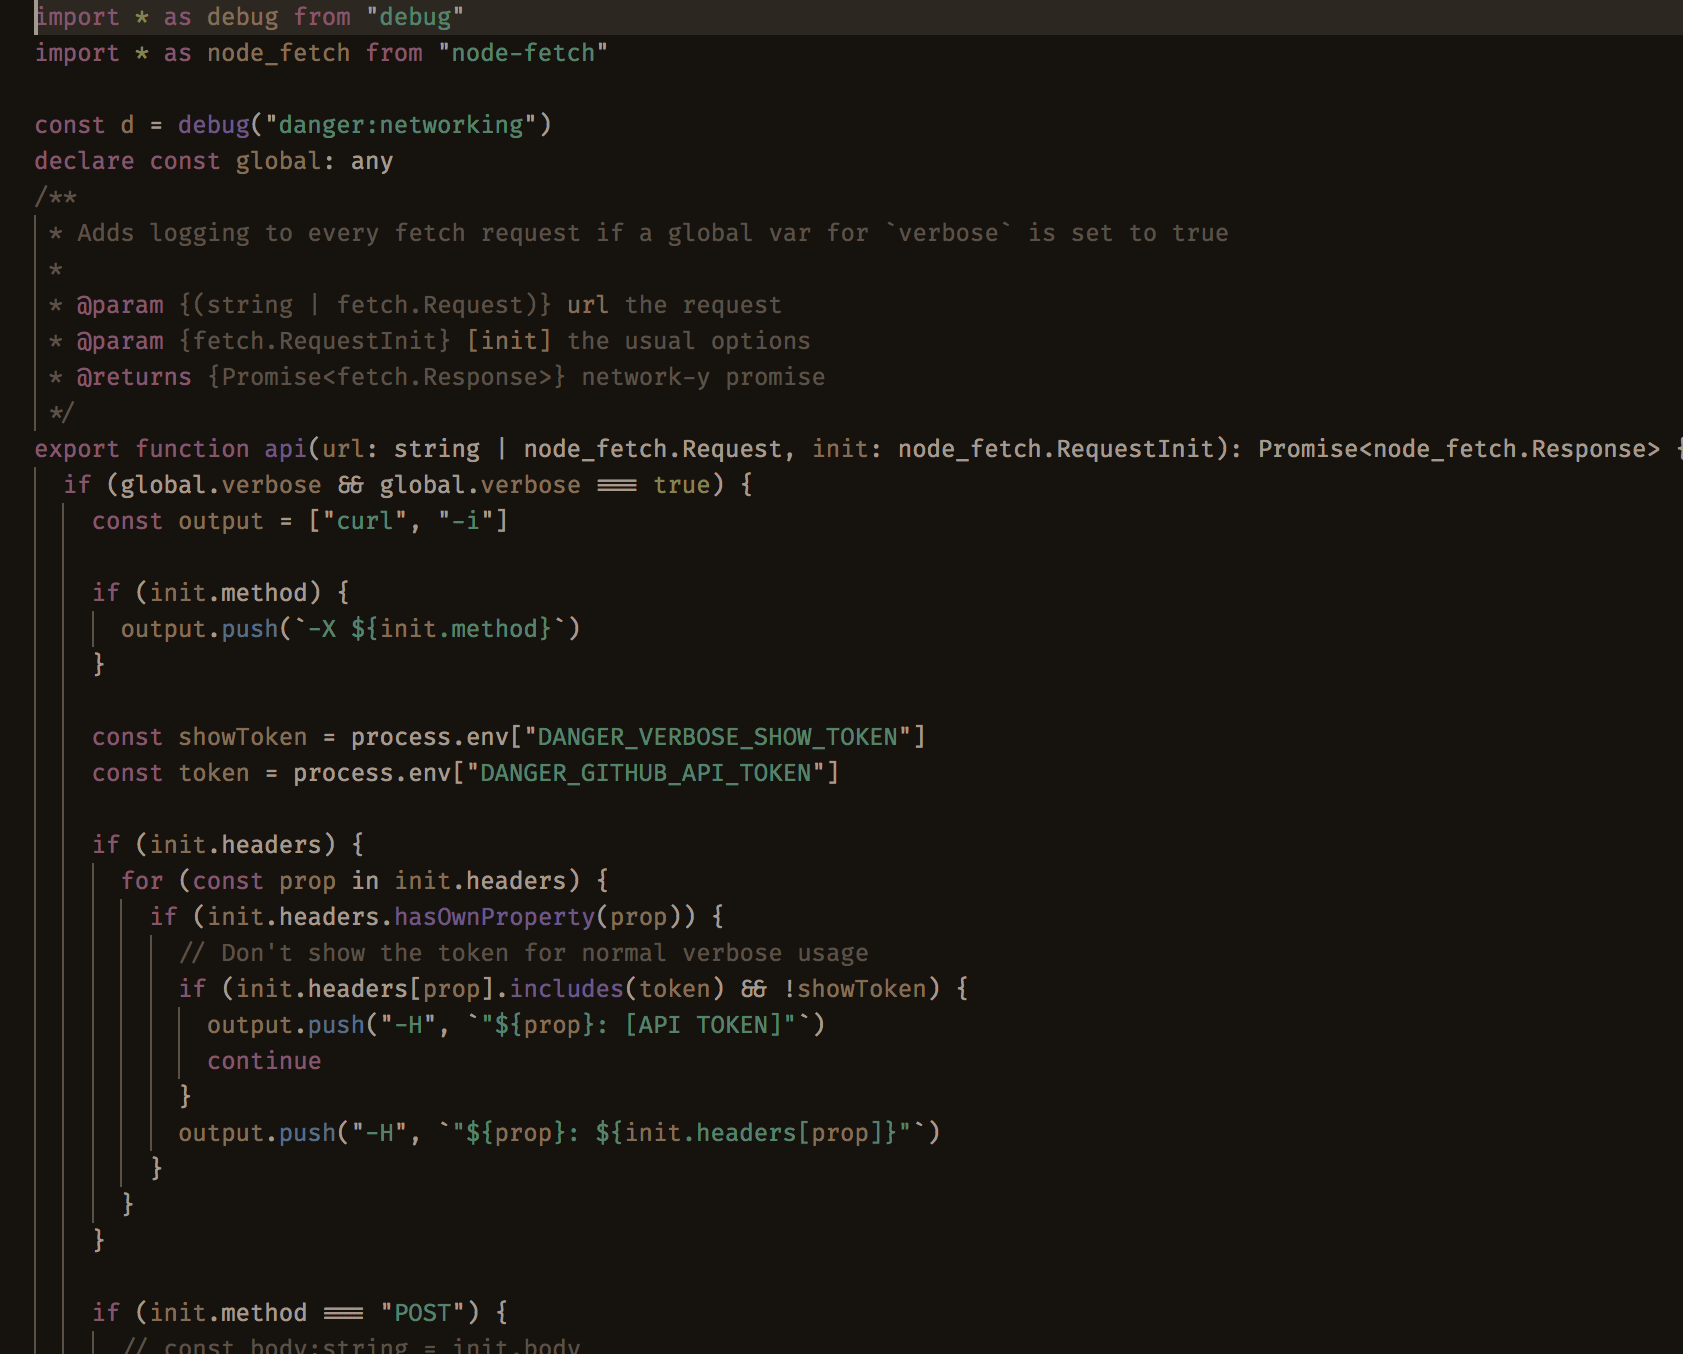 import * as debug from "debug"
import * as node_fetch from "node-fetch"

const d = debug("danger:networking")
declare const global: any
/**
 * Adds logging to every fetch request if a global var for `verbose` is set to true
 *
 * @param {(string | fetch.Request)} url the request
 * @param {fetch.RequestInit} [init] the usual options
 * @returns {Promise<fetch.Response>} network-y promise
 */
export function api(url: string | node_fetch.Request, init: node_fetch.RequestInit): Promise<node_fetch.Response> {
  if (global.verbose && global.verbose === true) {
    const output = ["curl", "-i"]

    if (init.method) {
      output.push(`-X ${init.method}`)
    }

    const showToken = process.env["DANGER_VERBOSE_SHOW_TOKEN"]
    const token = process.env["DANGER_GITHUB_API_TOKEN"]

    if (init.headers) {
      for (const prop in init.headers) {
        if (init.headers.hasOwnProperty(prop)) {
          // Don't show the token for normal verbose usage
          if (init.headers[prop].includes(token) && !showToken) {
            output.push("-H", `"${prop}: [API TOKEN]"`)
            continue
          }
          output.push("-H", `"${prop}: ${init.headers[prop]}"`)
        }
      }
    }

    if (init.method === "POST") {
      // const body:string = init.body